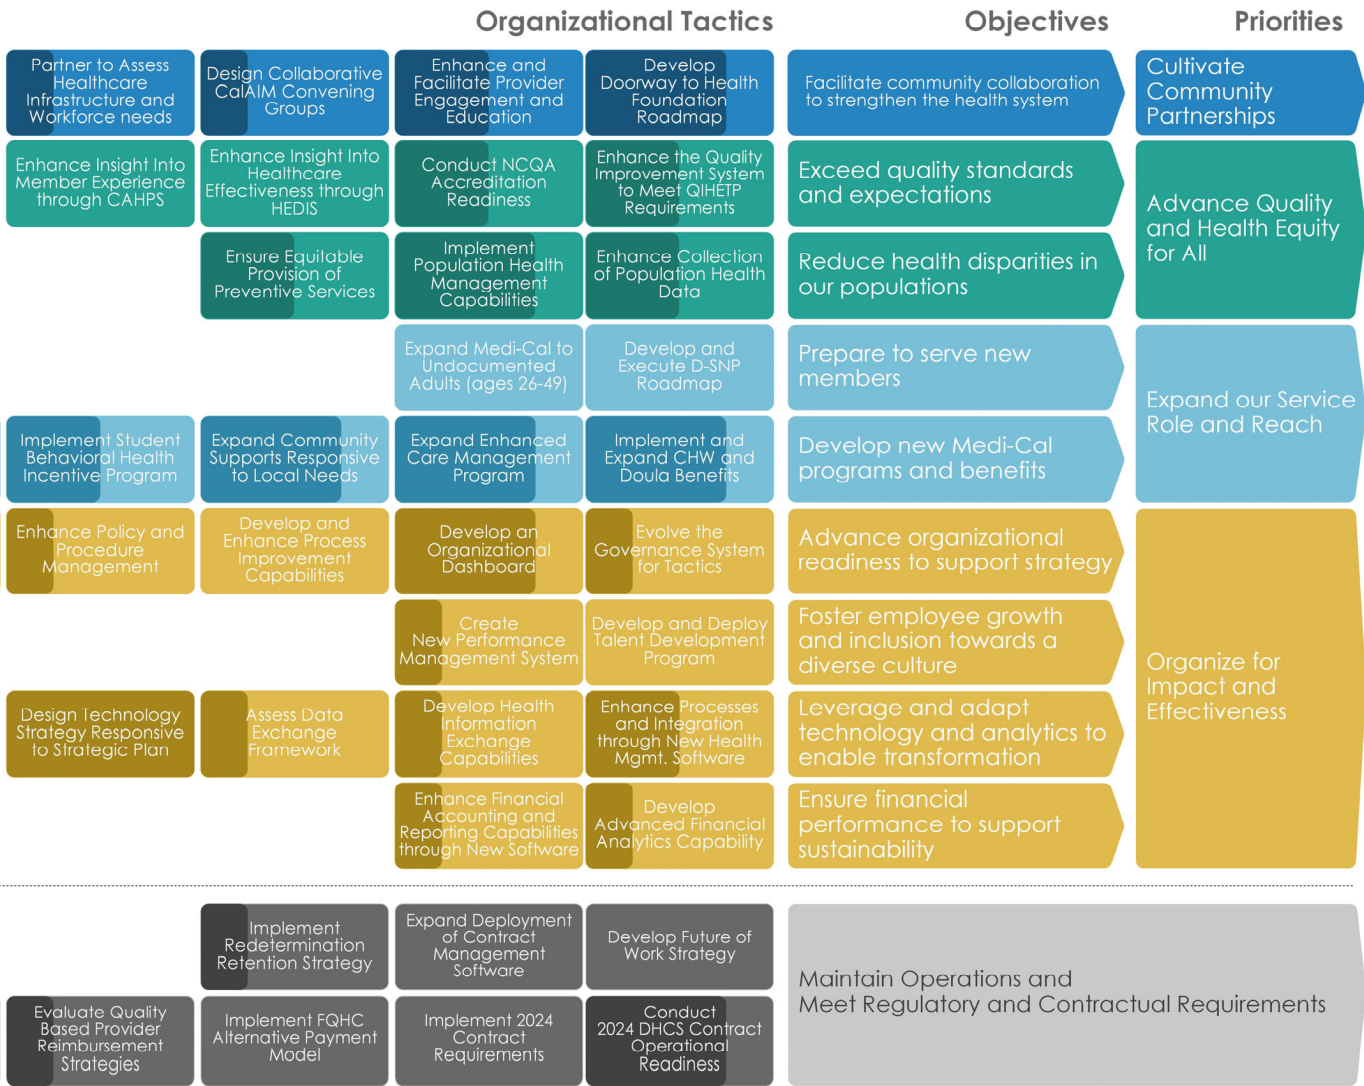 Organizational Tactics
Objectives
Priorities
Partner to Assess
Healthcare
Infrastructure and
Workforce needs
Design Collaborative
CalAIM Convening
Groups
Enhance and
Facilitate Provider
Engagement and
Education
Develop
Doorway to Health
Foundation
Roadmap
Facilitate community collaboration
to strengthen the health system
Cultivate
Community
Partnerships
Enhance Insight Into
Member Experience
through CAHPS
Enhance Insight Into
Healthcare
Effectiveness through
HEDIS
Conduct NCQA
Accreditation
Readiness
Enhance the Quality
Improvement System
to Meet QIHETP
Requirements
Exceed quality standards
and expectations
Advance Quality
and Health Equity
for All
Ensure Equitable
Provision of
Preventive Services
Implement
Population Health
Management
Capabilities
Enhance Collection
of Population Health
Data
Reduce health disparities in
our populations
Expand Medi-Cal to
Undocumented
Adults (ages 26-49)
Develop and
Execute D-SNP
Roadmap
Prepare to serve new
members
Expand our Service
Role and Reach
Implement Student
Behavioral Health
Incentive Program
Expand Community
Supports Responsive
to Local Needs
Expand Enhanced
Care Management
Program
Implement and
Expand CHW and
Doula Benefits
Develop new Medi-Cal
programs and benefits
Enhance Policy and
Procedure
Management
Develop and
Enhance Process
Improvement
Capabilities
Develop an
Organizational
Dashboard
Evolve the
Governance System
for Tactics
Advance organizational
readiness to support strategy
Organize for
Impact and
Effectiveness
Create
New Performance
Management System
Develop and Deploy
Talent Development
Program
Foster employee growth
and inclusion towards a
diverse culture
Design Technology
Strategy Responsive
to Strategic Plan
Assess Data
Exchange
Framework
Develop Health
Information
Exchange
Capabilities
Enhance Processes
and Integration
through New Health
Mgmt. Software
Leverage and adapt
technology and analytics to
enable transformation
Enhance Financial
Accounting and
Reporting Capabilities
through New Software
Develop
Advanced Financial
Analytics Capability
Ensure financial
performance to support
sustainability
Implement
Redetermination
Retention Strategy
Expand Deployment
of Contract
Management
Software
Develop Future of
Work Strategy
Maintain Operations and
Meet Regulatory and Contractual Requirements
Evaluate Quality
Based Provider
Reimbursement
Strategies
Implement FQHC
Alternative Payment
Model
Implement 2024
Contract
Requirements
Conduct
2024 DHCS Contract
Operational
Readiness